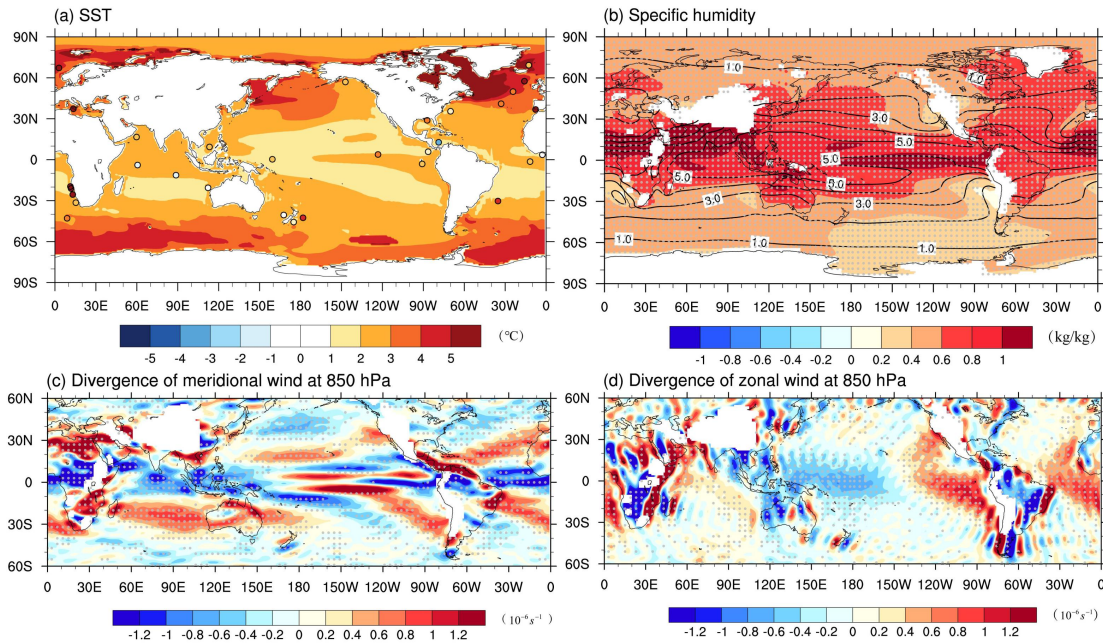 (a) SST
90N
60N
30N
0
30S
60S
90S
0 30E 60E 90E 120E 150E 180 150W 120W 90W 60W 30W 0
-5 -4 -3 -2 -1 0 1 2 3 4 5
(℃)
(b) Specific humidity
90N
60N
30N
0
30S
60S
90S
1.0 1.0
3.0
5.0
5.0
5.0 5.0
3.0 3.0
1.0 1.0 1.0
0 30E 60E 90E 120E 150E 180 150W 120W 90W 60W 30W 0
-1 -0.8 -0.6 -0.4 -0.2 0 0.2 0.4 0.6 0.8 1
(kg/kg)
(c) Divergence of meridional wind at 850 hPa
60N
30N
0
30S
60S
0 30E 60E 90E 120E 150E 180 150W 120W 90W 60W 30W 0
-1.2 -1 -0.8 -0.6 -0.4 -0.2 0 0.2 0.4 0.6 0.8 1 1.2
(10⁻⁶s⁻¹)
(d) Divergence of zonal wind at 850 hPa
60N
30N
0
30S
60S
0 30E 60E 90E 120E 150E 180 150W 120W 90W 60W 30W 0
-1.2 -1 -0.8 -0.6 -0.4 -0.2 0 0.2 0.4 0.6 0.8 1 1.2
(10⁻⁶s⁻¹)